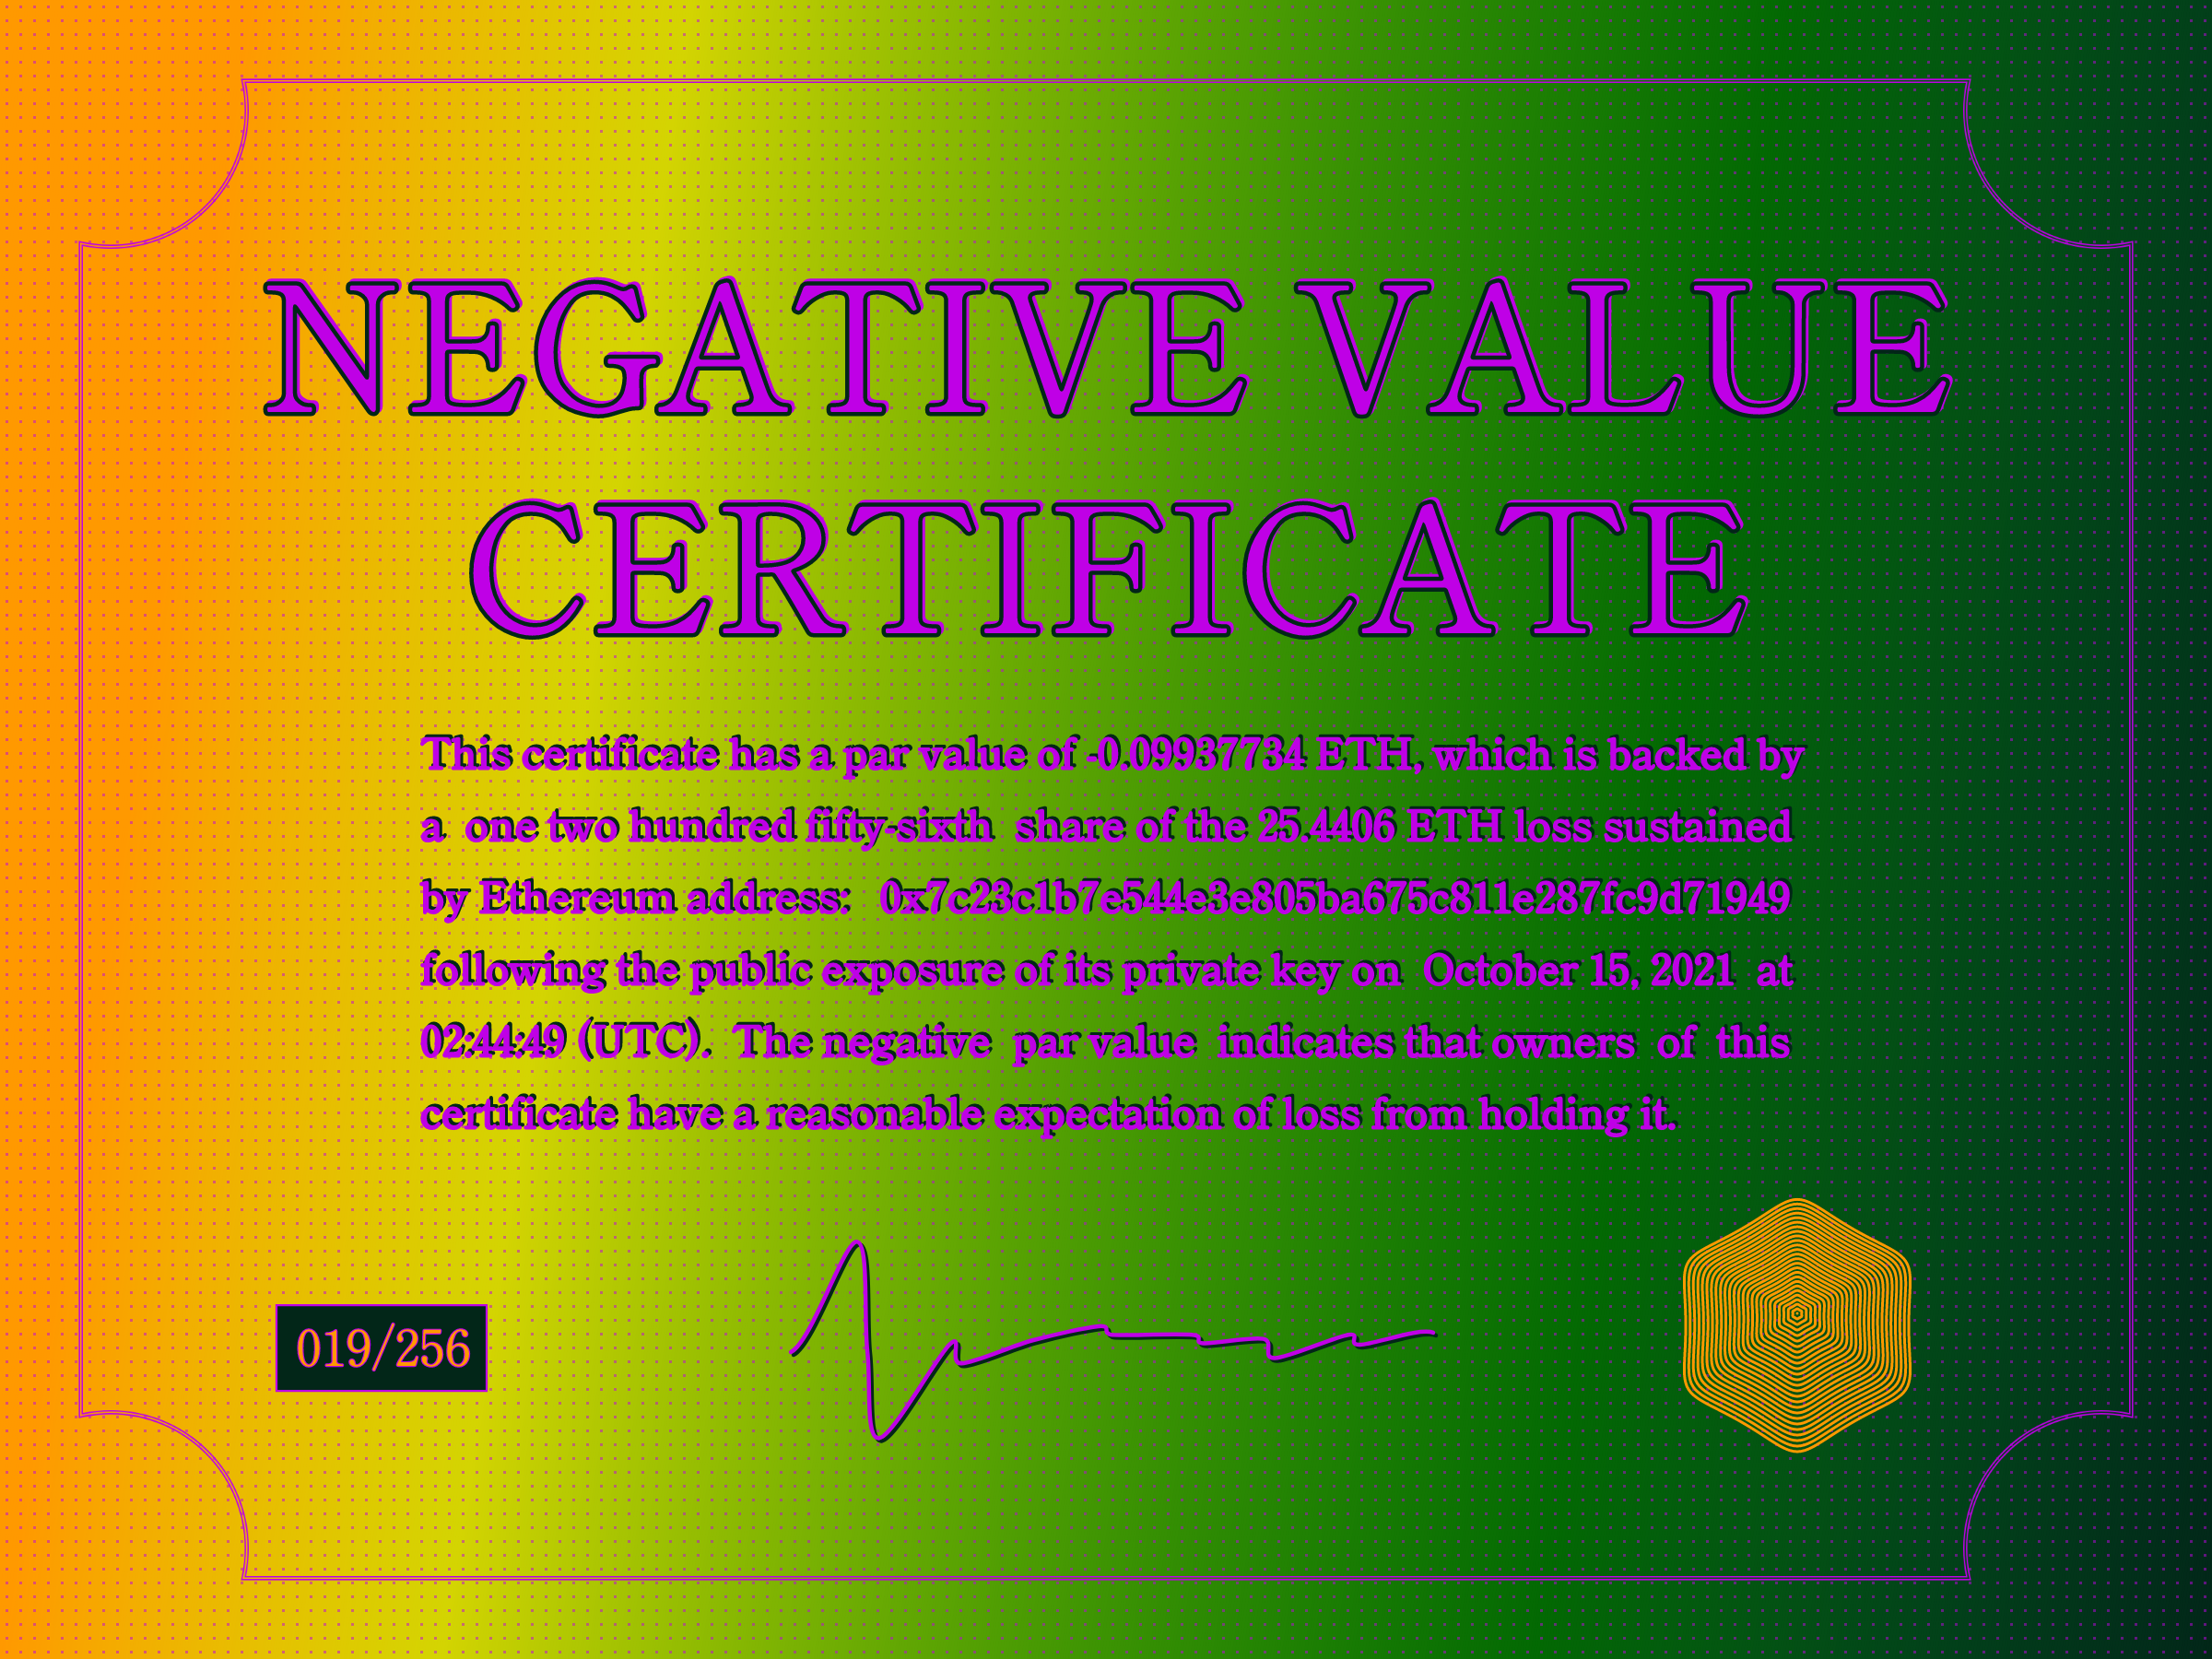 NEGATIVE VALUE
CERTIFICATE
This certificate has a par value of -0.09937734 ETH, which is backed by
a one two hundred fifty-sixth share of the 25.4406 ETH loss sustained
by Ethereum address: 0x7c23c1b7e544e3e805ba675c811e287fc9d71949
following the public exposure of its private key on October 15, 2021 at
02:44:49 (UTC). The negative par value indicates that owners of this
certificate have a reasonable expectation of loss from holding it.
019/256